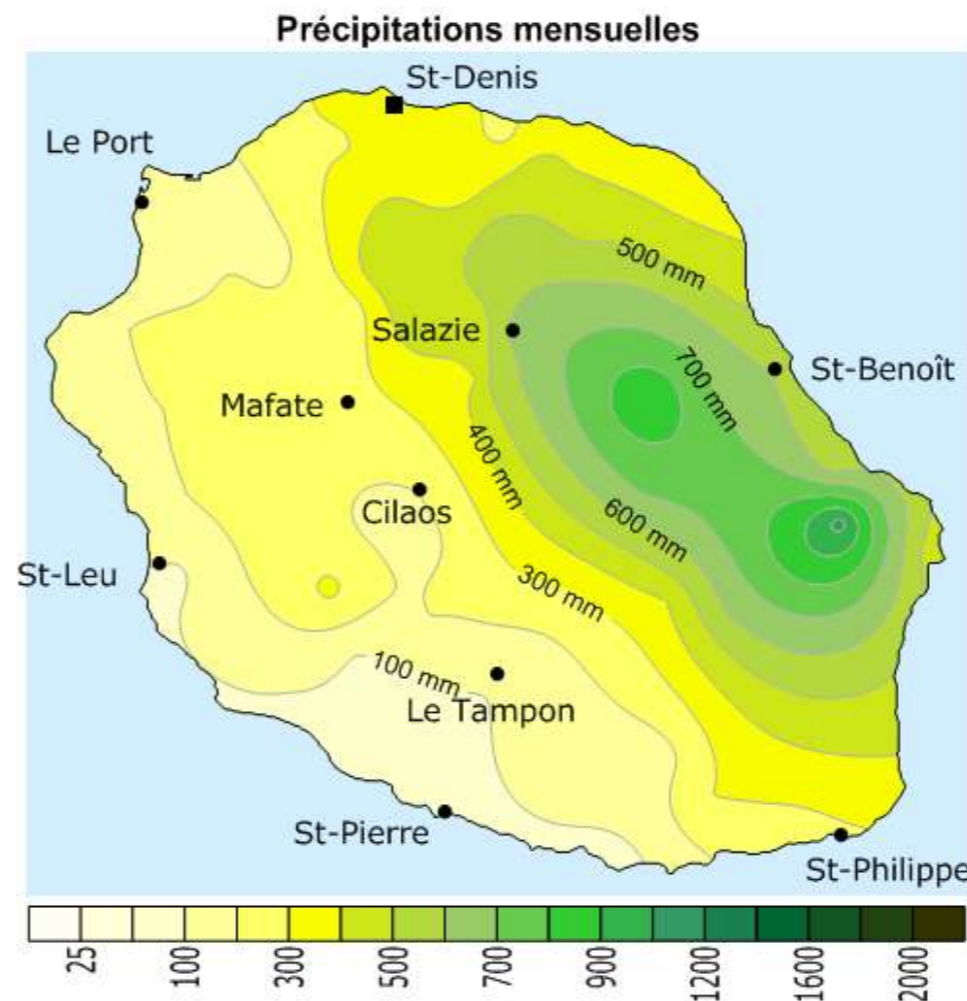 Précipitations mensuelles
St-Denis
Le Port
500 mm
Salazie
700 mm
St-Benoît
Mafate
400 mm
Cilaos
600 mm
St-Leu
300 mm
100 mm
Le Tampon
St-Pierre
St-Philippe
25 100 300 500 700 900 1200 1600 2000